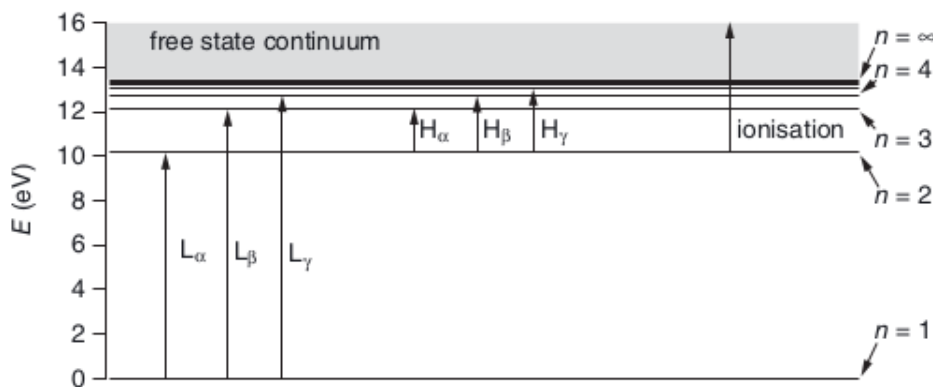 16
free state continuum
n = ∞
14
n = 4
12
Hα
Hβ
Hγ
ionisation
n = 3
10
n = 2
8
E (eV)
6
Lα
Lβ
Lγ
4
2
n = 1
0